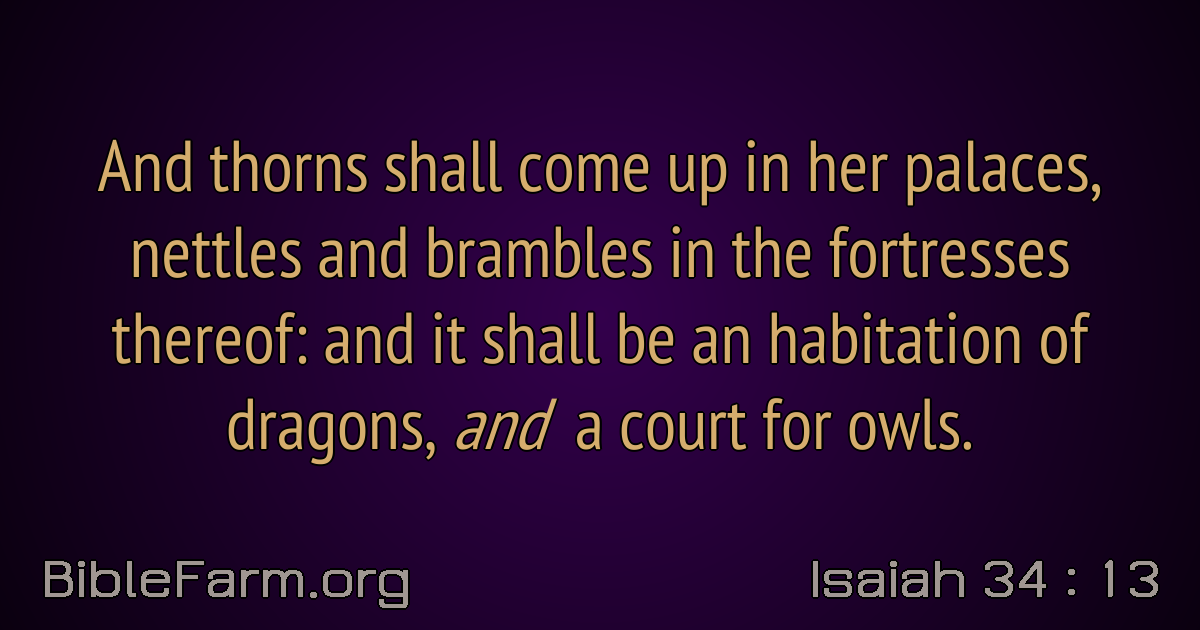 And thorns shall come up in her palaces,
nettles and brambles in the fortresses
thereof: and it shall be an habitation of
dragons, and a court for owls.
BibleFarm.org
Isaiah 34 : 13